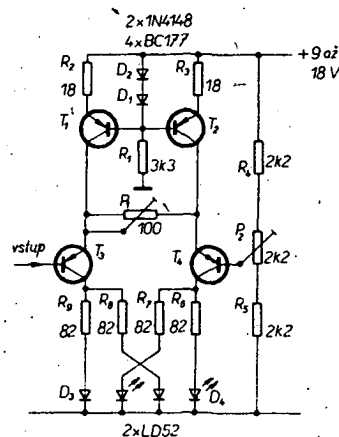 2×1N4148
4×BC177
+9 až
18 V
R2
18
D2
D1
R3
18
T1
T2
R1
3k3
R4
2k2
P1
100
vstup
T3
T4
P2
2k2
R9
82
R8
82
R7
82
R6
82
R5
2k2
D3
D4
2×LD52